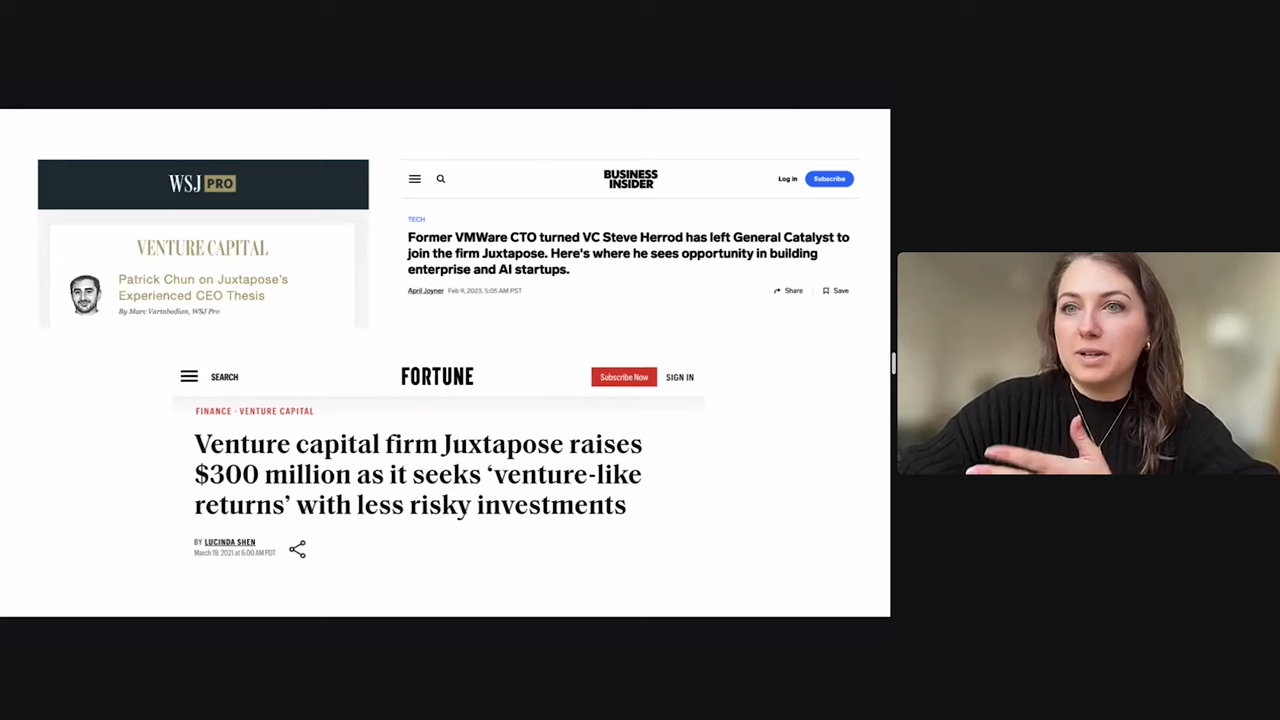 WSJ PRO
VENTURE CAPITAL
Patrick Chun on Juxtapose's
Experienced CEO Thesis
By Marc Vartabedian, WSJ Pro
BUSINESS
INSIDER
Log in
Subscribe
TECH
Former VMWare CTO turned VC Steve Herrod has left General Catalyst to
join the firm Juxtapose. Here's where he sees opportunity in building
enterprise and AI startups.
April Joyner Feb 9, 2023, 5:05 AM PST
Share
Save
SEARCH
FORTUNE
Subscribe Now
SIGN IN
FINANCE · VENTURE CAPITAL
Venture capital firm Juxtapose raises
$300 million as it seeks ‘venture-like
returns’ with less risky investments
BY LUCINDA SHEN
March 19, 2021 at 6:00 AM PDT